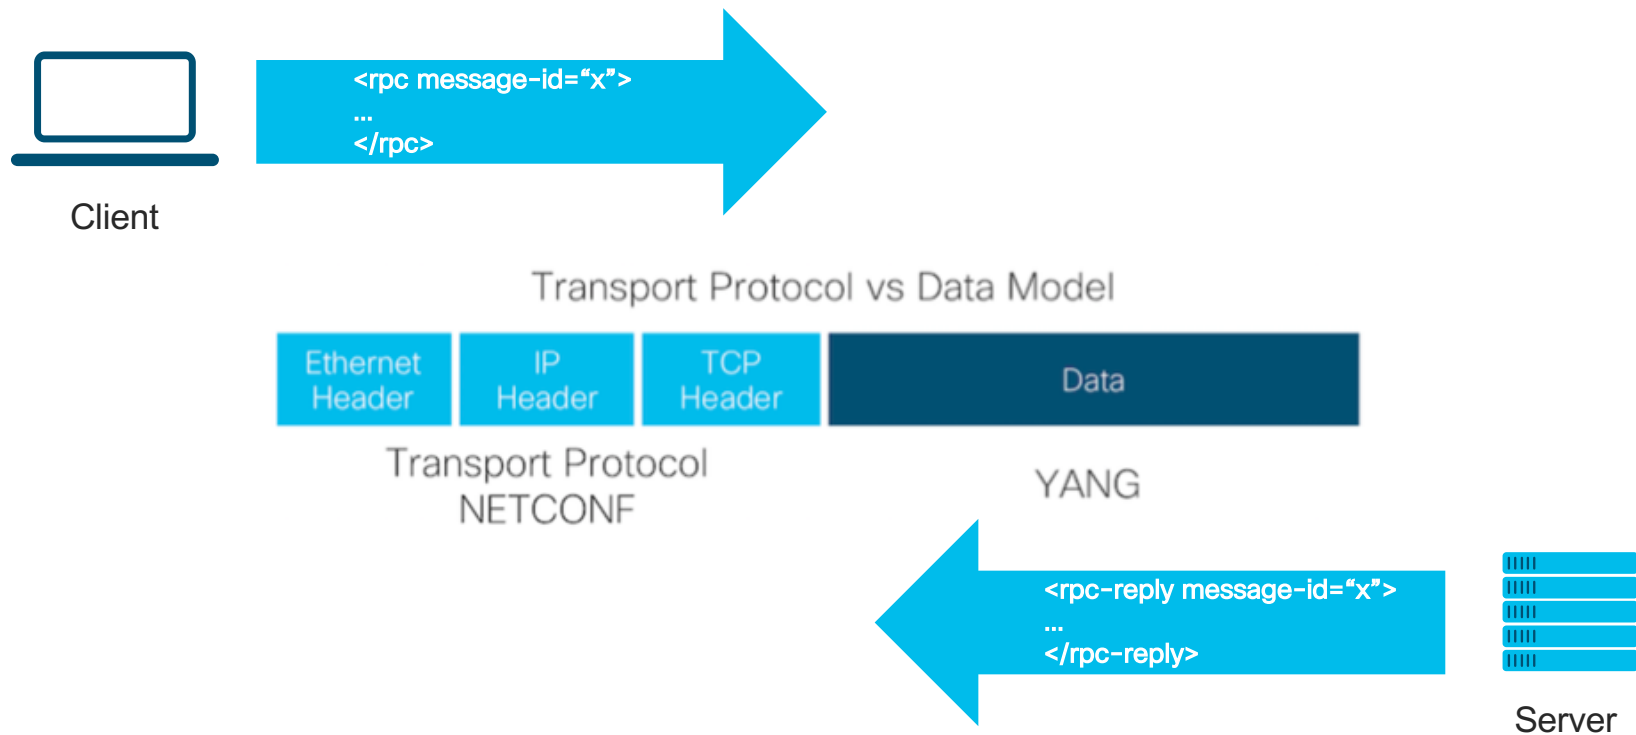 <rpc message-id=“x”>
...
</rpc>
Client
Transport Protocol vs Data Model
Ethernet
Header
IP
Header
TCP
Header
Data
Transport Protocol
NETCONF
YANG
<rpc-reply message-id=“x”>
...
</rpc-reply>
Server